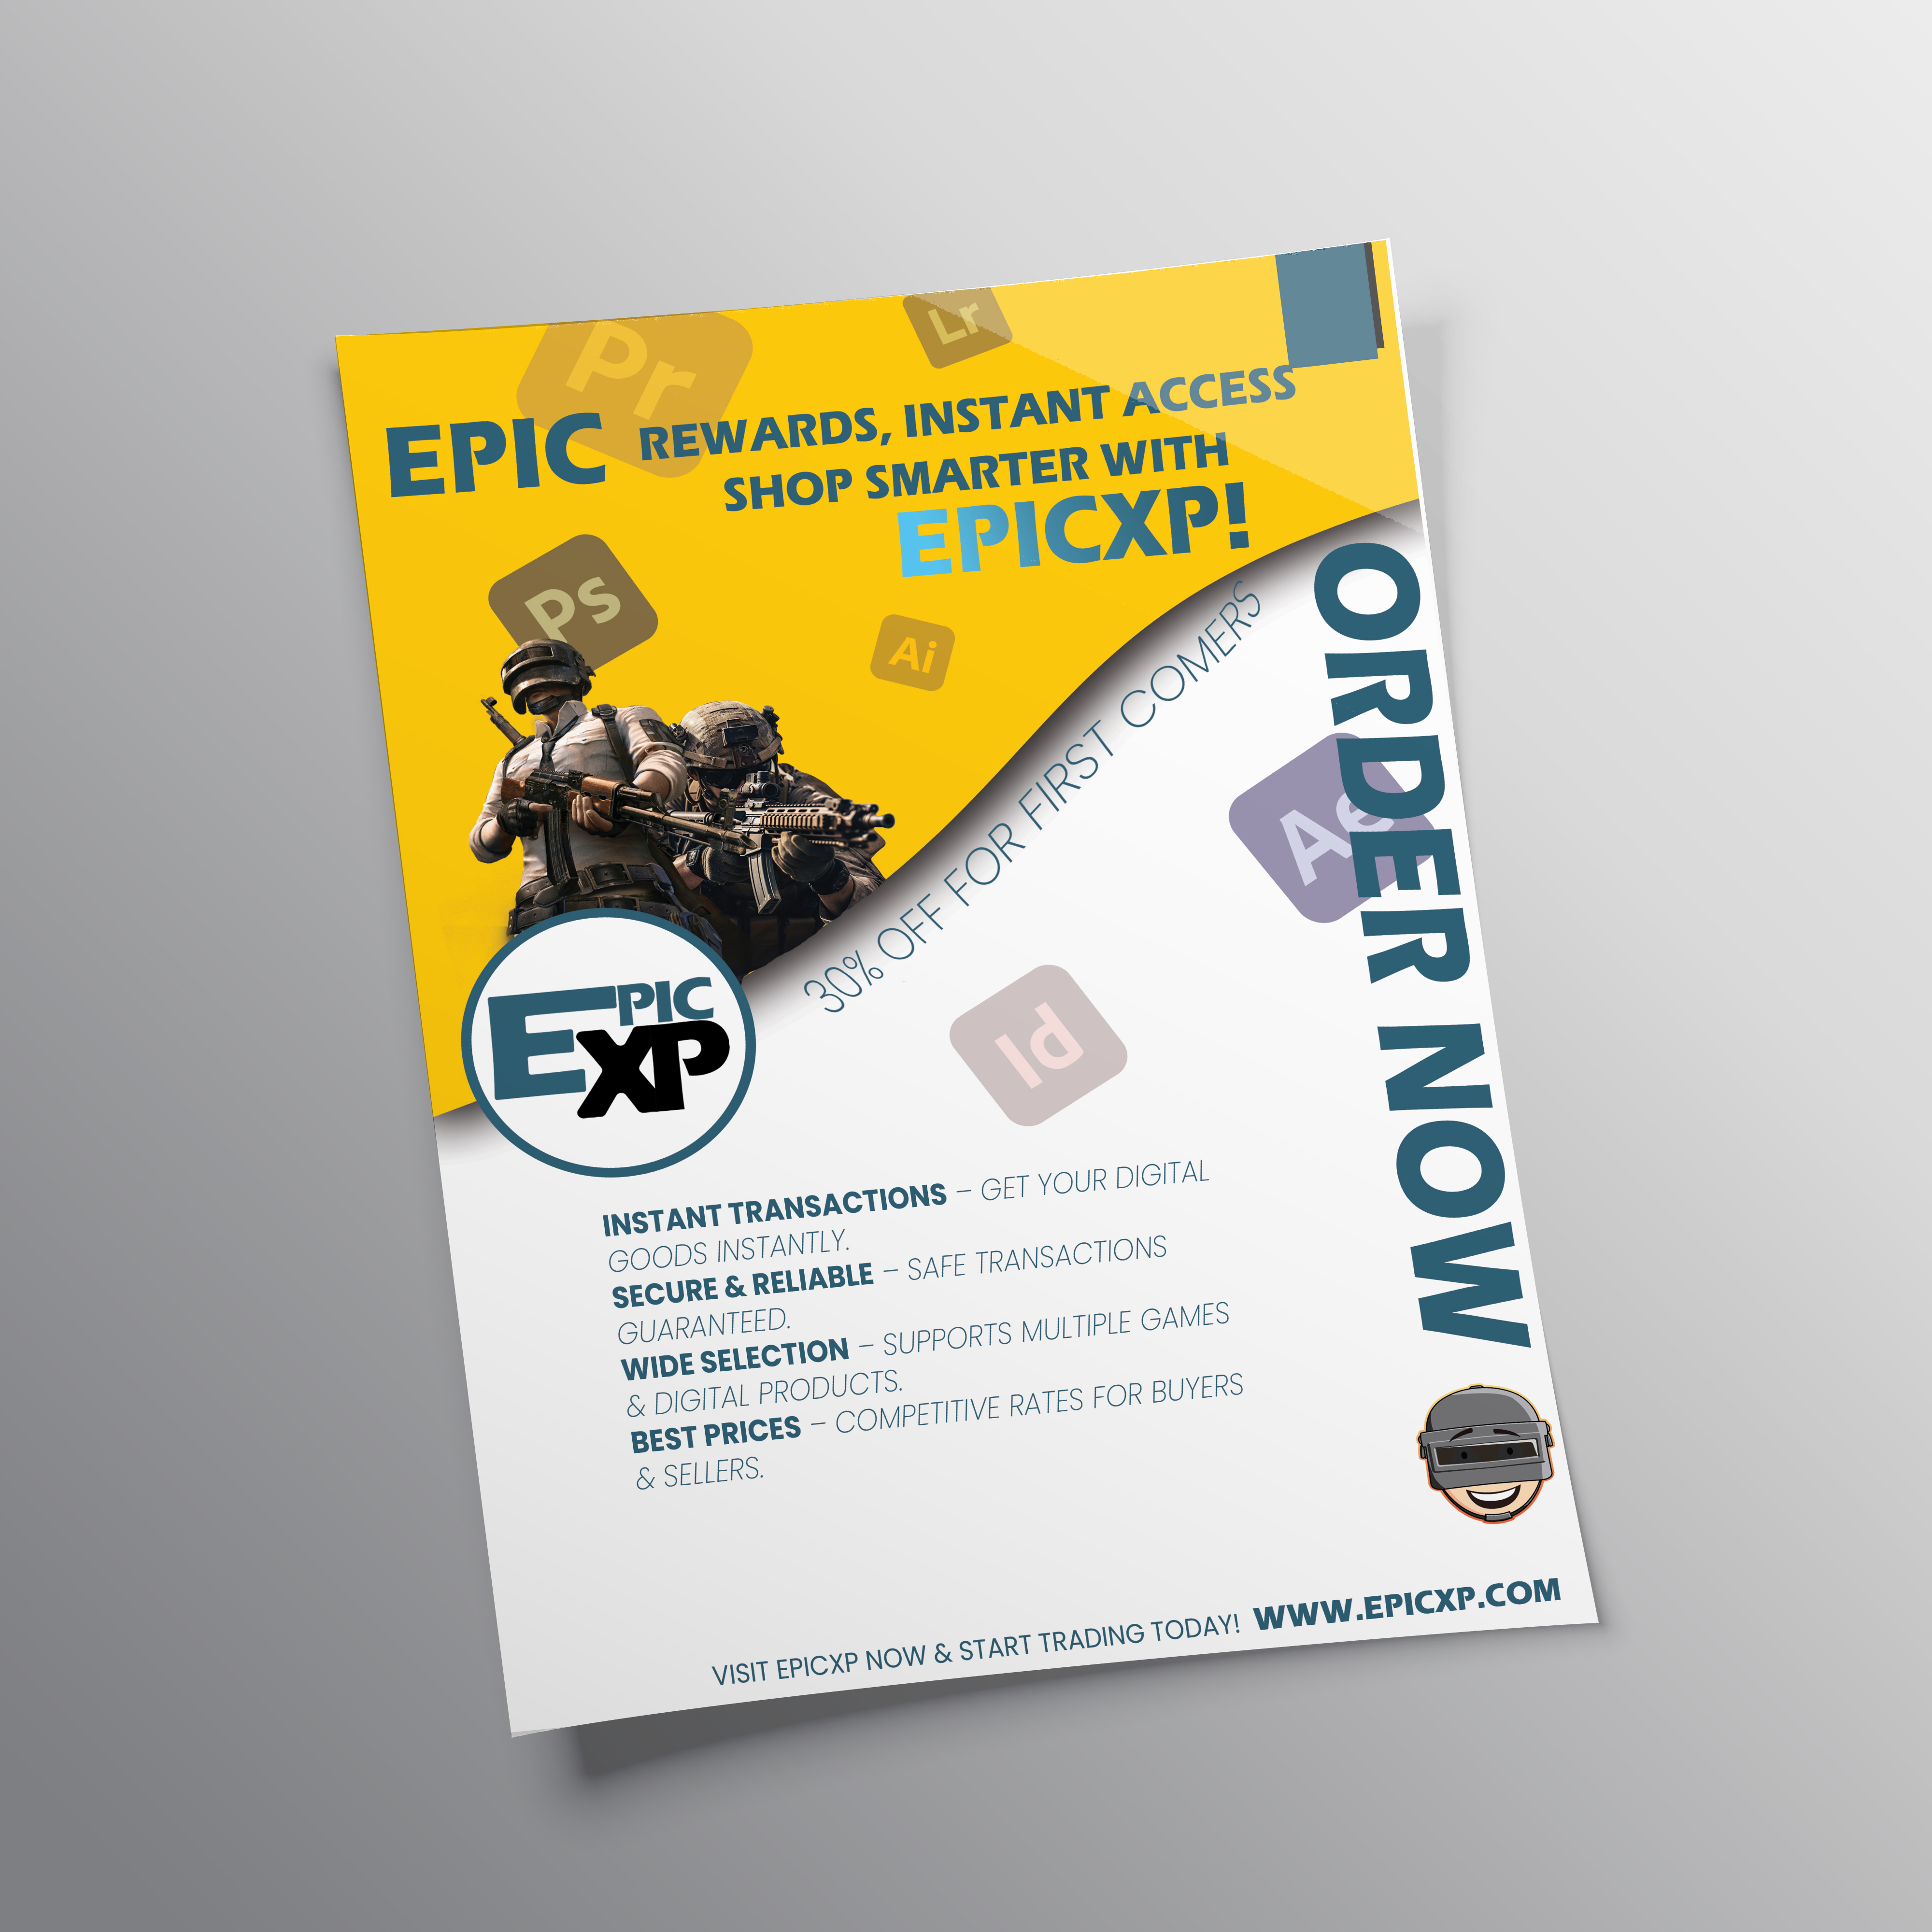 Pr
Lr
EPIC REWARDS, INSTANT ACCESS
SHOP SMARTER WITH
EPICXP!
Ps
Ai
30% OFF FOR FIRST COMERS
ORDER NOW
Ae
Id
EPIC
XP
INSTANT TRANSACTIONS – GET YOUR DIGITAL
GOODS INSTANTLY.
SECURE & RELIABLE – SAFE TRANSACTIONS
GUARANTEED.
WIDE SELECTION – SUPPORTS MULTIPLE GAMES
& DIGITAL PRODUCTS.
BEST PRICES – COMPETITIVE RATES FOR BUYERS
& SELLERS.
VISIT EPICXP NOW & START TRADING TODAY! WWW.EPICXP.COM